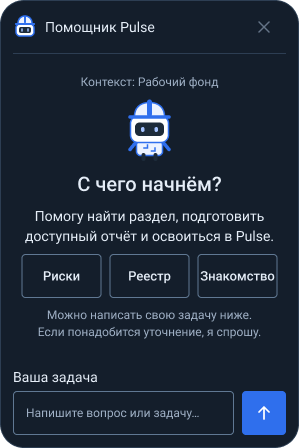 Помощник Pulse
Контекст: Рабочий фонд
С чего начнём?
Помогу найти раздел, подготовить
доступный отчёт и освоиться в Pulse.
Риски
Реестр
Знакомство
Можно написать свою задачу ниже.
Если понадобится уточнение, я спрошу.
Ваша задача
Напишите вопрос или задачу...